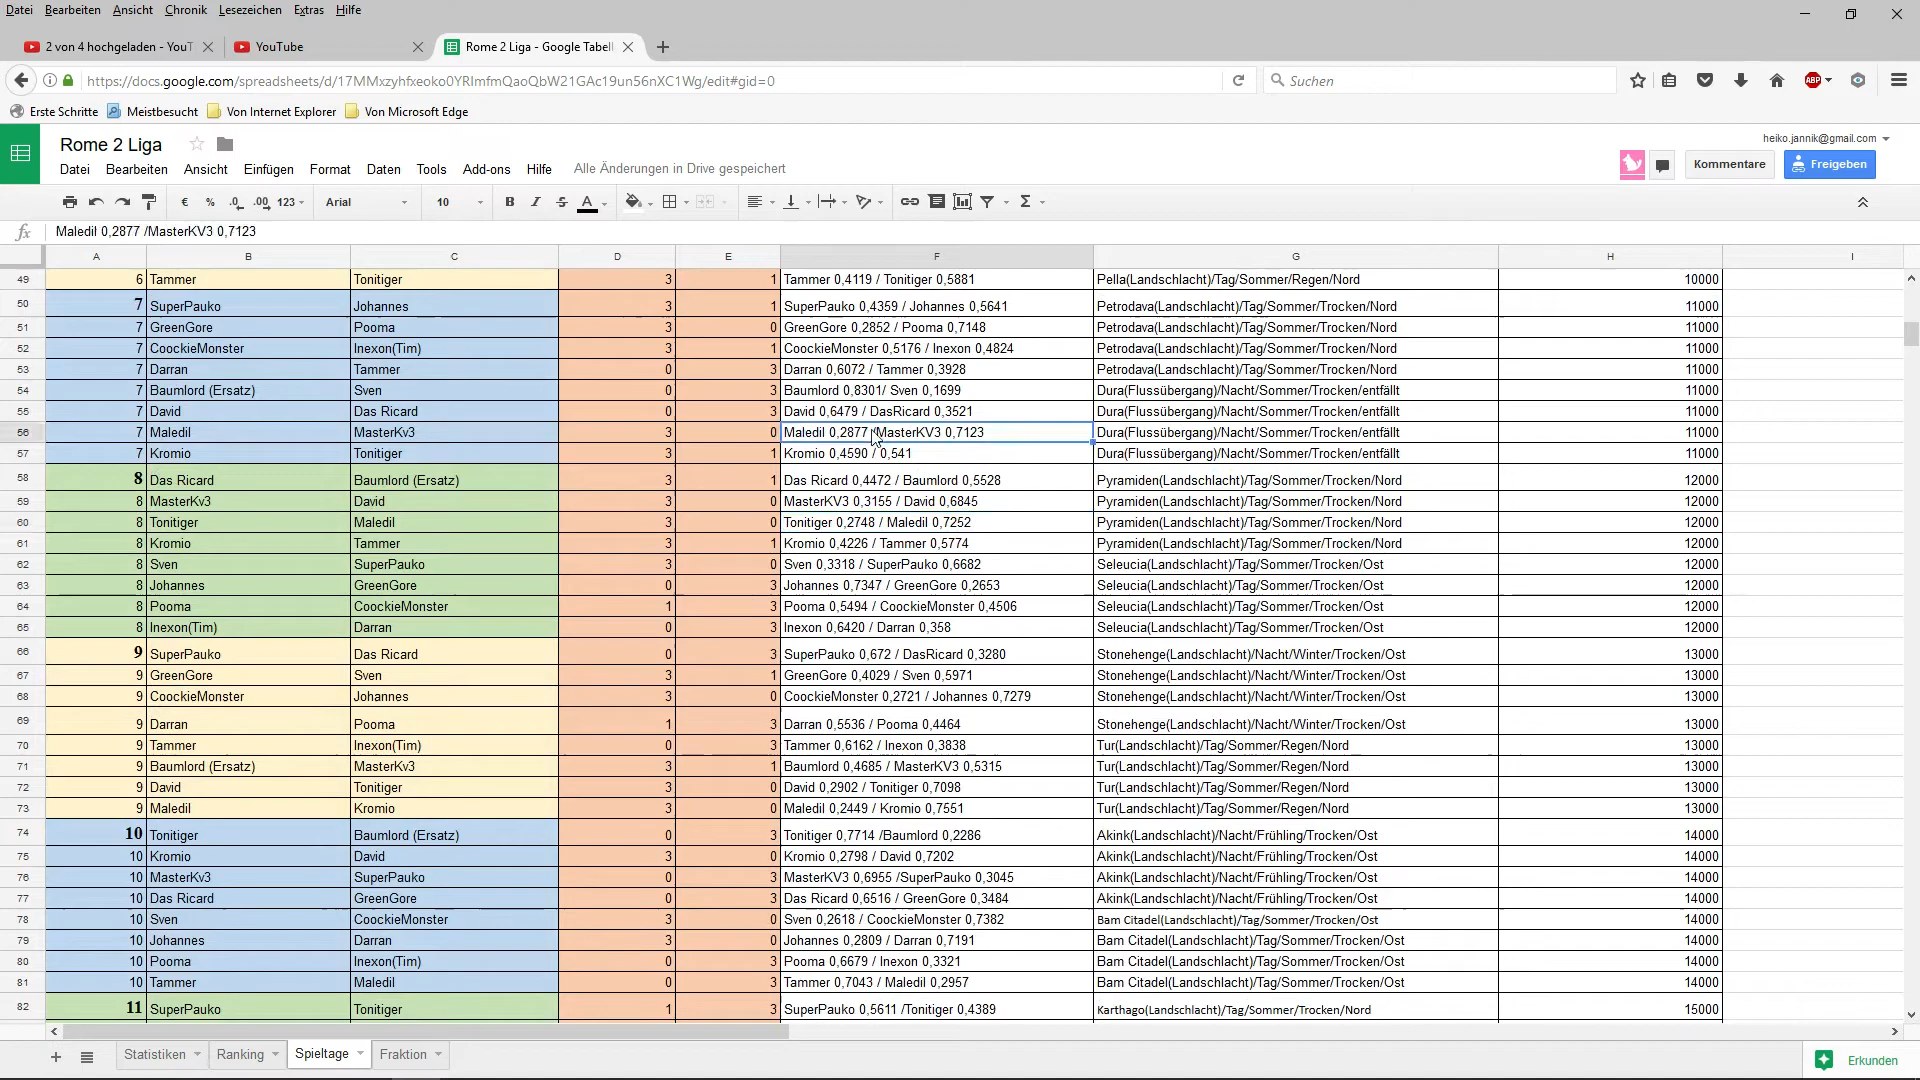 Datei Bearbeiten Ansicht Chronik Lesezeichen Extras Hilfe
2 von 4 hochgeladen - YouT YouTube Rome 2 Liga - Google Tabell
https://docs.google.com/spreadsheets/d/17MMxzyhfxeoko0YRImfmQaoQbW21GAc19un56nXC1Wg/edit#gid=0 Suchen ABP
Erste Schritte Meistbesucht Von Internet Explorer Von Microsoft Edge
Rome 2 Liga heiko.jannik@gmail.com
Datei Bearbeiten Ansicht Einfügen Format Daten Tools Add-ons Hilfe Alle Änderungen in Drive gespeichert Kommentare Freigeben
€ % .0 .00 123 Arial 10 B I S A Σ
fx Maledil 0,2877 /MasterKV3 0,7123
A B C D E F G H I
49 6 Tammer Tonitiger 3 1 Tammer 0,4119 / Tonitiger 0,5881 Pella(Landschlacht)/Tag/Sommer/Regen/Nord 10000
50 7 SuperPauko Johannes 3 1 SuperPauko 0,4359 / Johannes 0,5641 Petrodava(Landschlacht)/Tag/Sommer/Trocken/Nord 11000
51 7 GreenGore Pooma 3 0 GreenGore 0,2852 / Pooma 0,7148 Petrodava(Landschlacht)/Tag/Sommer/Trocken/Nord 11000
52 7 CoockieMonster Inexon(Tim) 3 1 CoockieMonster 0,5176 / Inexon 0,4824 Petrodava(Landschlacht)/Tag/Sommer/Trocken/Nord 11000
53 7 Darran Tammer 0 3 Darran 0,6072 / Tammer 0,3928 Petrodava(Landschlacht)/Tag/Sommer/Trocken/Nord 11000
54 7 Baumlord (Ersatz) Sven 0 3 Baumlord 0,8301/ Sven 0,1699 Dura(Flussübergang)/Nacht/Sommer/Trocken/entfällt 11000
55 7 David Das Ricard 0 3 David 0,6479 / DasRicard 0,3521 Dura(Flussübergang)/Nacht/Sommer/Trocken/entfällt 11000
56 7 Maledil MasterKv3 3 0 Maledil 0,2877 /MasterKV3 0,7123 Dura(Flussübergang)/Nacht/Sommer/Trocken/entfällt 11000
57 7 Kromio Tonitiger 3 1 Kromio 0,4590 / 0,541 Dura(Flussübergang)/Nacht/Sommer/Trocken/entfällt 11000
58 8 Das Ricard Baumlord (Ersatz) 3 1 Das Ricard 0,4472 / Baumlord 0,5528 Pyramiden(Landschlacht)/Tag/Sommer/Trocken/Nord 12000
59 8 MasterKv3 David 3 0 MasterKV3 0,3155 / David 0,6845 Pyramiden(Landschlacht)/Tag/Sommer/Trocken/Nord 12000
60 8 Tonitiger Maledil 3 0 Tonitiger 0,2748 / Maledil 0,7252 Pyramiden(Landschlacht)/Tag/Sommer/Trocken/Nord 12000
61 8 Kromio Tammer 3 1 Kromio 0,4226 / Tammer 0,5774 Pyramiden(Landschlacht)/Tag/Sommer/Trocken/Nord 12000
62 8 Sven SuperPauko 3 0 Sven 0,3318 / SuperPauko 0,6682 Seleucia(Landschlacht)/Tag/Sommer/Trocken/Ost 12000
63 8 Johannes GreenGore 0 3 Johannes 0,7347 / GreenGore 0,2653 Seleucia(Landschlacht)/Tag/Sommer/Trocken/Ost 12000
64 8 Pooma CoockieMonster 1 3 Pooma 0,5494 / CoockieMonster 0,4506 Seleucia(Landschlacht)/Tag/Sommer/Trocken/Ost 12000
65 8 Inexon(Tim) Darran 0 3 Inexon 0,6420 / Darran 0,358 Seleucia(Landschlacht)/Tag/Sommer/Trocken/Ost 12000
66 9 SuperPauko Das Ricard 0 3 SuperPauko 0,672 / DasRicard 0,3280 Stonehenge(Landschlacht)/Nacht/Winter/Trocken/Ost 13000
67 9 GreenGore Sven 3 1 GreenGore 0,4029 / Sven 0,5971 Stonehenge(Landschlacht)/Nacht/Winter/Trocken/Ost 13000
68 9 CoockieMonster Johannes 3 0 CoockieMonster 0,2721 / Johannes 0,7279 Stonehenge(Landschlacht)/Nacht/Winter/Trocken/Ost 13000
69 9 Darran Pooma 1 3 Darran 0,5536 / Pooma 0,4464 Stonehenge(Landschlacht)/Nacht/Winter/Trocken/Ost 13000
70 9 Tammer Inexon(Tim) 0 3 Tammer 0,6162 / Inexon 0,3838 Tur(Landschlacht)/Tag/Sommer/Regen/Nord 13000
71 9 Baumlord (Ersatz) MasterKv3 3 1 Baumlord 0,4685 / MasterKV3 0,5315 Tur(Landschlacht)/Tag/Sommer/Regen/Nord 13000
72 9 David Tonitiger 3 0 David 0,2902 / Tonitiger 0,7098 Tur(Landschlacht)/Tag/Sommer/Regen/Nord 13000
73 9 Maledil Kromio 3 0 Maledil 0,2449 / Kromio 0,7551 Tur(Landschlacht)/Tag/Sommer/Regen/Nord 13000
74 10 Tonitiger Baumlord (Ersatz) 0 3 Tonitiger 0,7714 /Baumlord 0,2286 Akink(Landschlacht)/Nacht/Frühling/Trocken/Ost 14000
75 10 Kromio David 3 0 Kromio 0,2798 / David 0,7202 Akink(Landschlacht)/Nacht/Frühling/Trocken/Ost 14000
76 10 MasterKv3 SuperPauko 0 3 MasterKV3 0,6955 /SuperPauko 0,3045 Akink(Landschlacht)/Nacht/Frühling/Trocken/Ost 14000
77 10 Das Ricard GreenGore 0 3 Das Ricard 0,6516 / GreenGore 0,3484 Akink(Landschlacht)/Nacht/Frühling/Trocken/Ost 14000
78 10 Sven CoockieMonster 3 0 Sven 0,2618 / CoockieMonster 0,7382 Bam Citadel(Landschlacht)/Tag/Sommer/Trocken/Ost 14000
79 10 Johannes Darran 3 0 Johannes 0,2809 / Darran 0,7191 Bam Citadel(Landschlacht)/Tag/Sommer/Trocken/Ost 14000
80 10 Pooma Inexon(Tim) 0 3 Pooma 0,6679 / Inexon 0,3321 Bam Citadel(Landschlacht)/Tag/Sommer/Trocken/Ost 14000
81 10 Tammer Maledil 0 3 Tammer 0,7043 / Maledil 0,2957 Bam Citadel(Landschlacht)/Tag/Sommer/Trocken/Ost 14000
82 11 SuperPauko Tonitiger 1 3 SuperPauko 0,5611 /Tonitiger 0,4389 Karthago(Landschlacht)/Tag/Sommer/Trocken/Nord 15000
Statistiken Ranking Spieltage Fraktion Erkunden